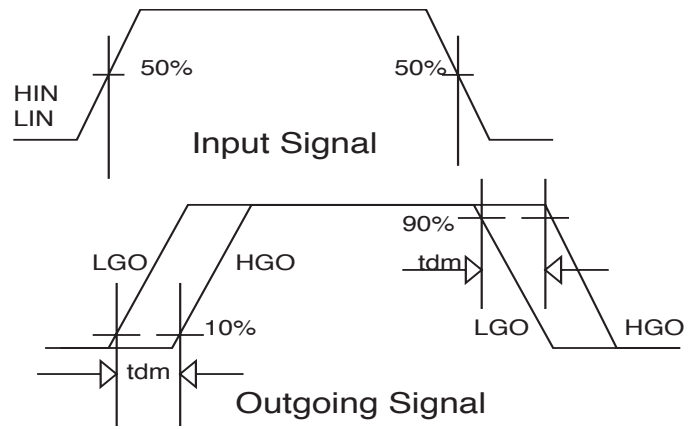 50%
50%
HIN
LIN
Input Signal
90%
LGO
HGO
tdm
10%
LGO
HGO
tdm
Outgoing Signal